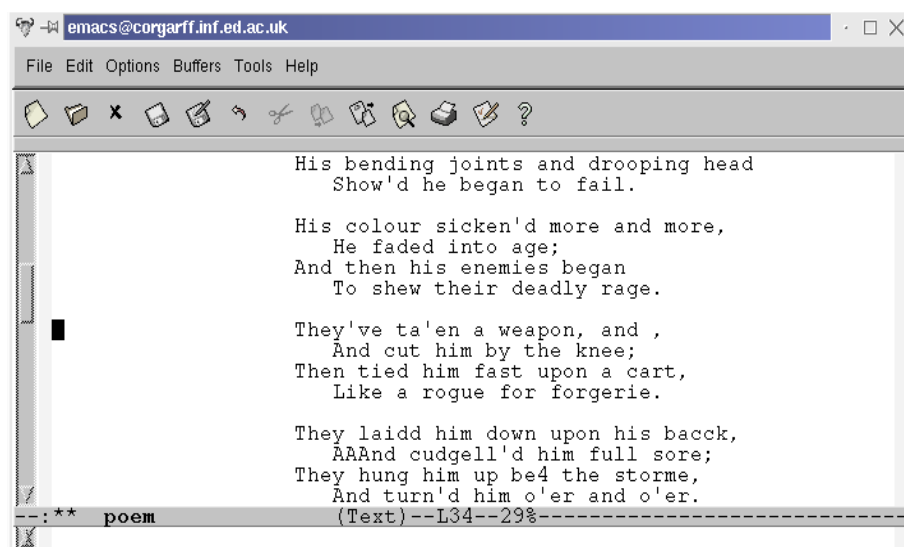 emacs@corgarff.inf.ed.ac.uk
File Edit Options Buffers Tools Help
His bending joints and drooping head
Show'd he began to fail.
His colour sicken'd more and more,
He faded into age;
And then his enemies began
To shew their deadly rage.
They've ta'en a weapon, and ,
And cut him by the knee;
Then tied him fast upon a cart,
Like a rogue for forgerie.
They laidd him down upon his bacck,
AAAnd cudgell'd him full sore;
They hung him up be4 the storme,
And turn'd him o'er and o'er.
--:** poem (Text)--L34--29%------------------------------